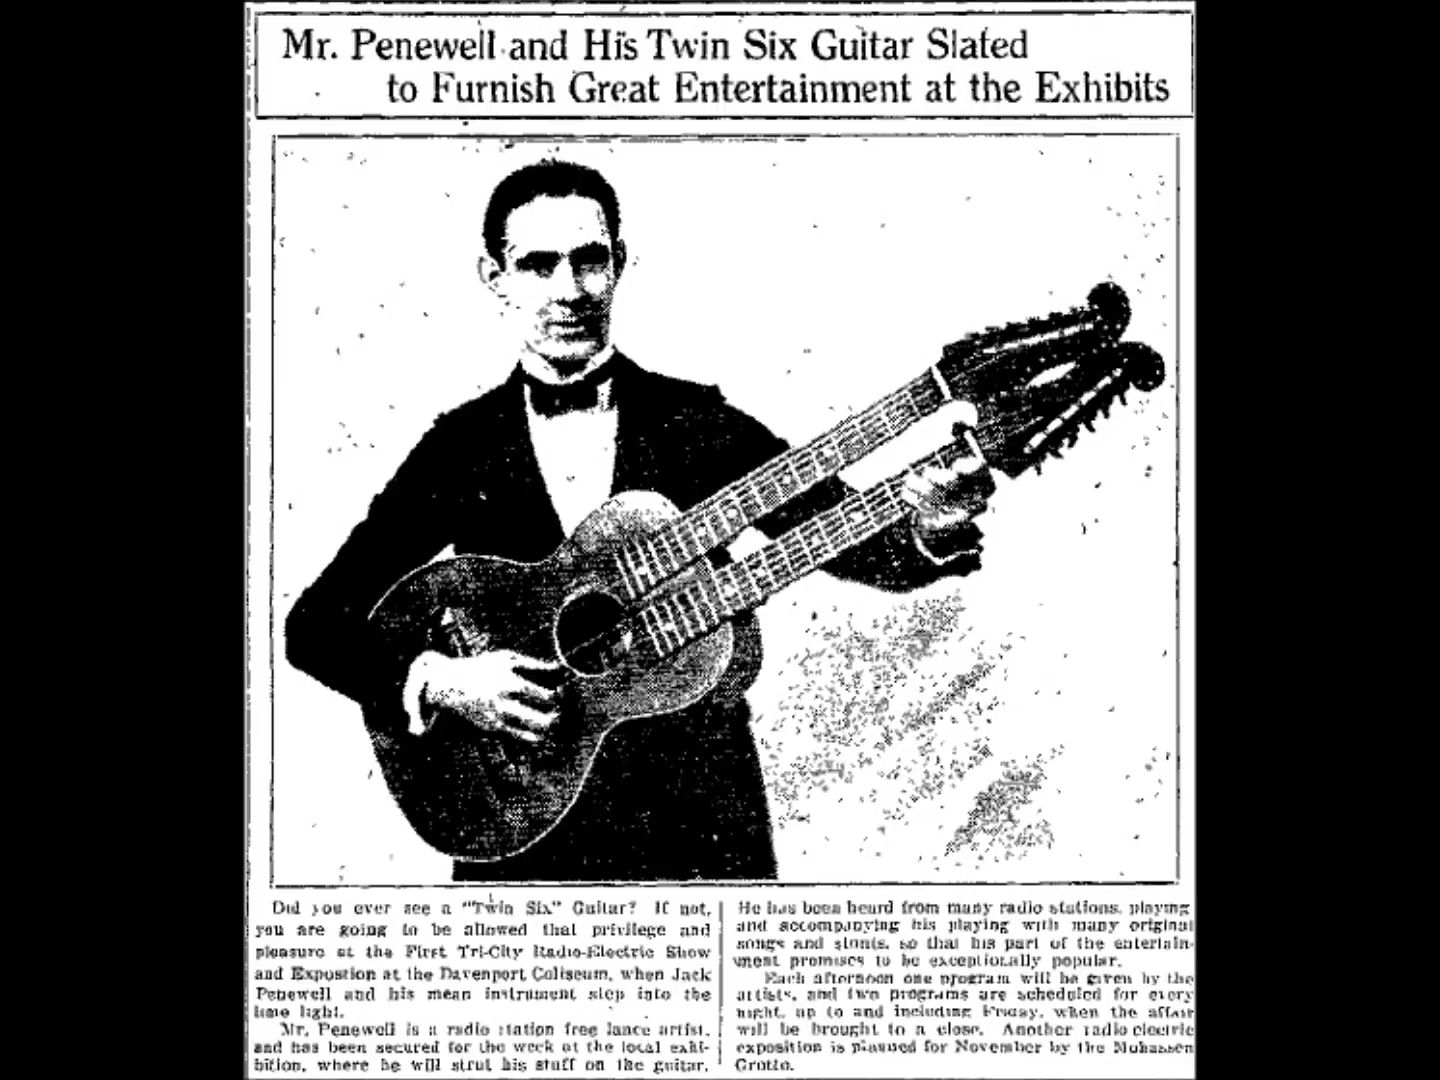 Mr. Penewell and His Twin Six Guitar Slated
to Furnish Great Entertainment at the Exhibits
Did you ever see a "Twin Six" Guitar? If not,
you are going to be allowed that privilege and
pleasure at the First Tri-City Radio-Electric Show
and Expostion at the Davenport Coliseum, when Jack
Penewell and his mean instrument step into the
lime light.
Mr. Penewell is a radio station free lance artist,
and has been secured for the week at the local exhi-
bition, where he will strut his stuff on the guitar.
He has been heard from many radio stations, playing
and accompanying his playing with many original
songs and stunts, so that his part of the entertain-
ment promises to be exceptionally popular.
Each afternoon one program will be given by the
artists, and two programs are scheduled for every
night, up to and including Friday, when the affair
will be brought to a close. Another radio electric
exposition is planned for November by the Mohassen
Grotto.